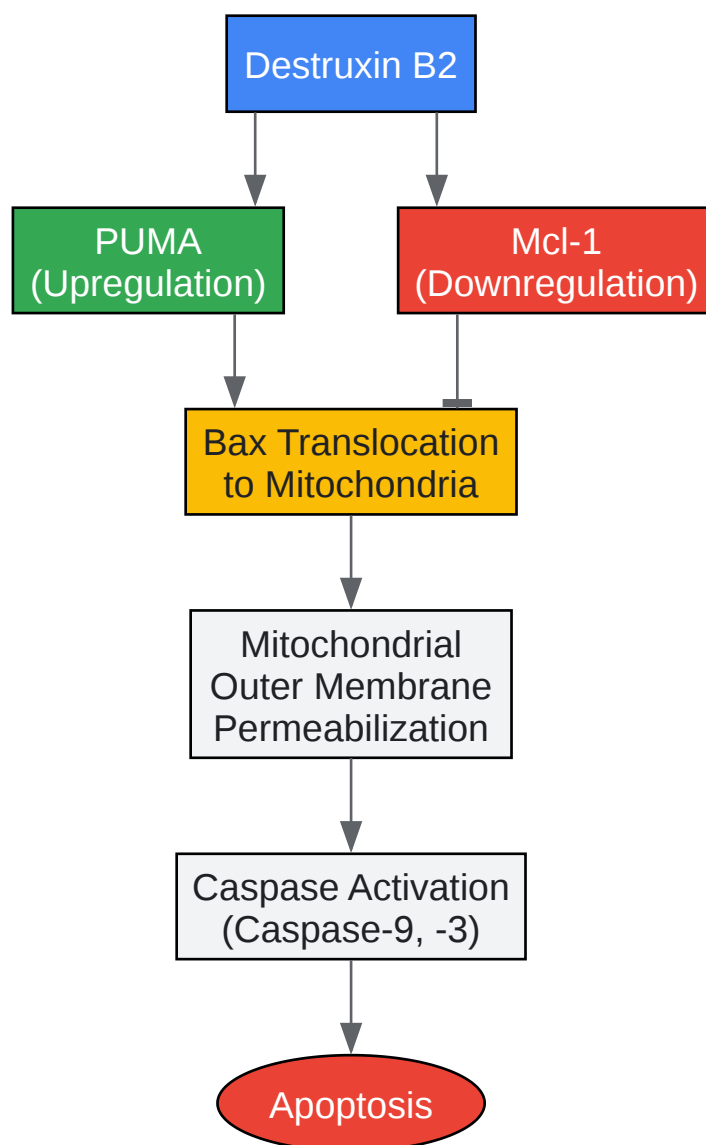 Destruxin B2
PUMA
(Upregulation)
Mcl-1
(Downregulation)
Bax Translocation
to Mitochondria
Mitochondrial
Outer Membrane
Permeabilization
Caspase Activation
(Caspase-9, -3)
Apoptosis